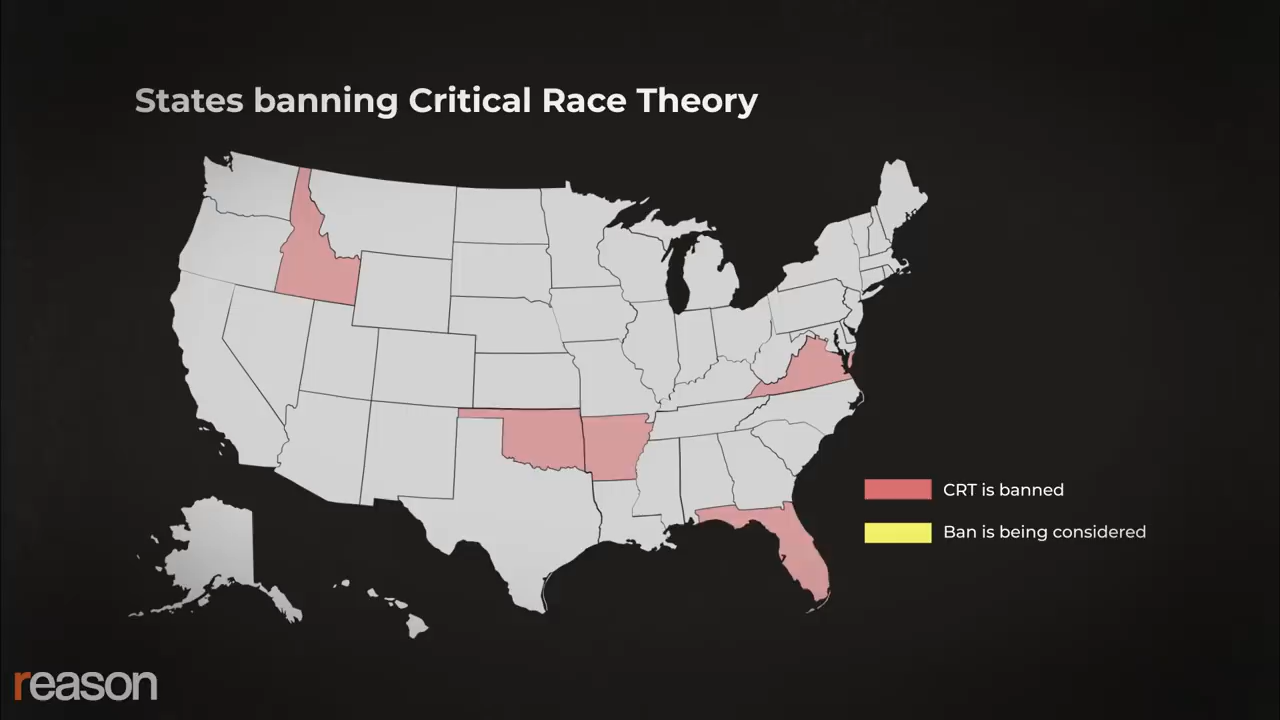 States banning Critical Race Theory
CRT is banned
Ban is being considered
reason